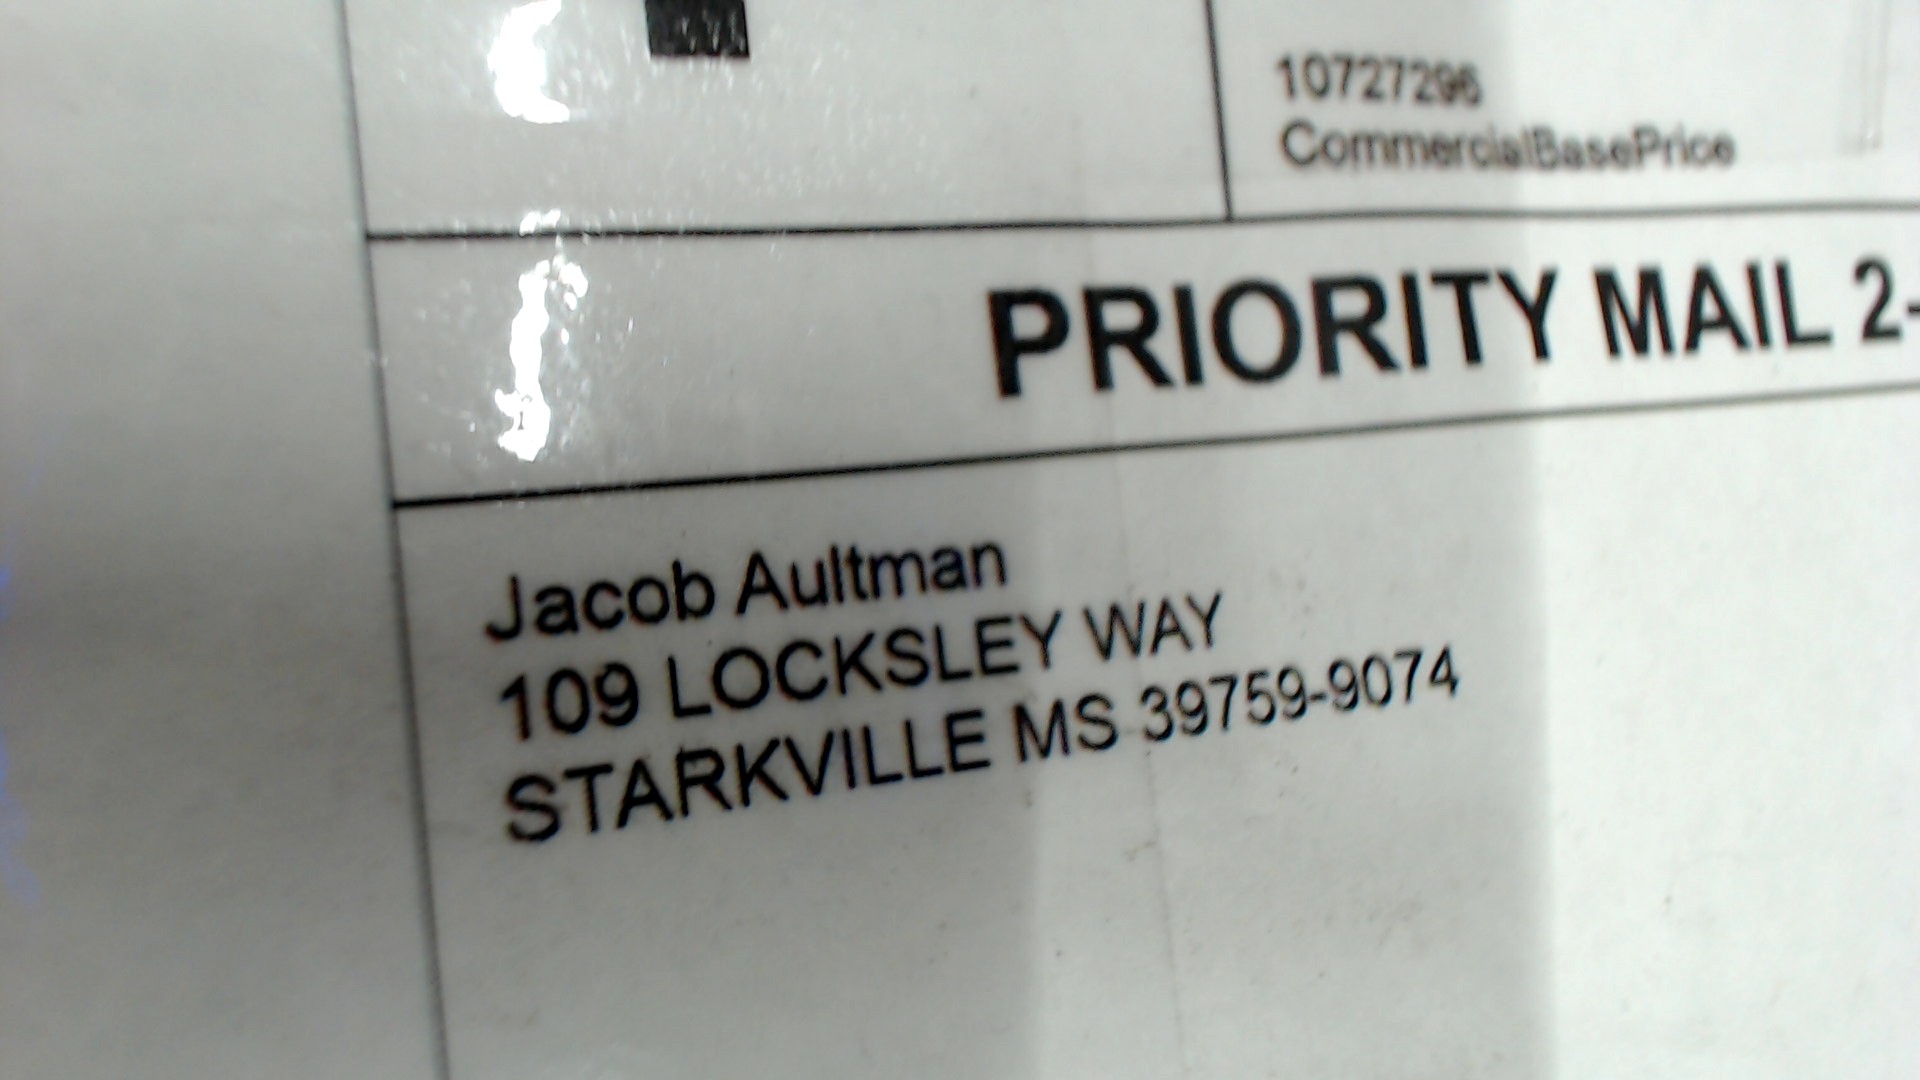 10727296
CommercialBasePrice
PRIORITY MAIL 2-
Jacob Aultman
109 LOCKSLEY WAY
STARKVILLE MS 39759-9074